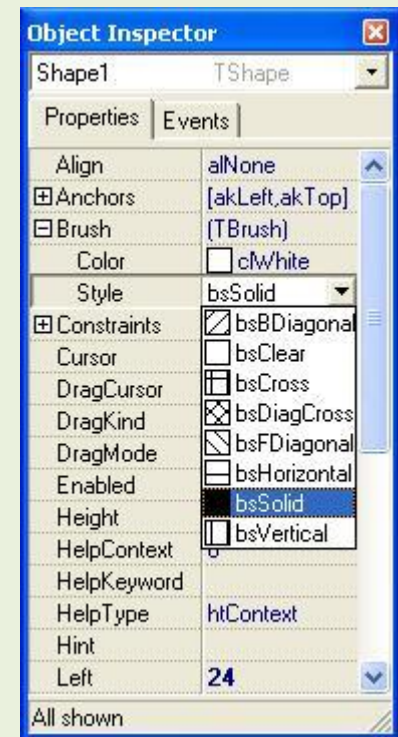 Object Inspector
Shape1 TShape
Properties Events
Align alNone
Anchors [akLeft,akTop]
Brush (TBrush)
Color clWhite
Style bsSolid
Constraints bsBDiagonal
bsClear
Cursor bsCross
DragCursor bsDiagCross
DragKind bsFDiagonal
DragMode bsHorizontal
Enabled bsSolid
Height bsVertical
HelpContext
HelpKeyword
HelpType htContext
Hint
Left 24
All shown